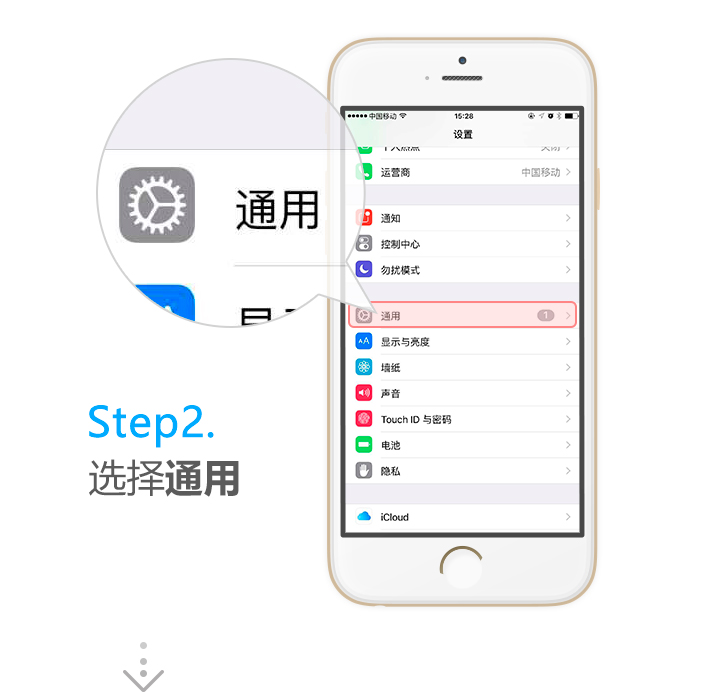 中国移动
15:28
设置
个人热点
关闭
运营商
中国移动
通知
控制中心
勿扰模式
通用
1
显示与亮度
墙纸
声音
Touch ID 与密码
电池
隐私
iCloud
通用
Step2.
选择通用